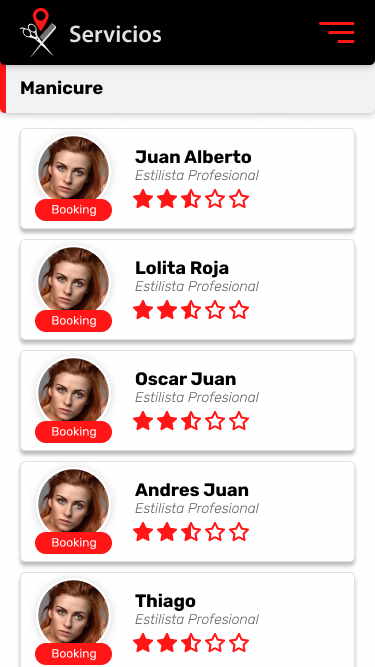 Servicios
Manicure
Juan Alberto
Estilista Profesional
Booking
Lolita Roja
Estilista Profesional
Booking
Oscar Juan
Estilista Profesional
Booking
Andres Juan
Estilista Profesional
Booking
Thiago
Estilista Profesional
Booking